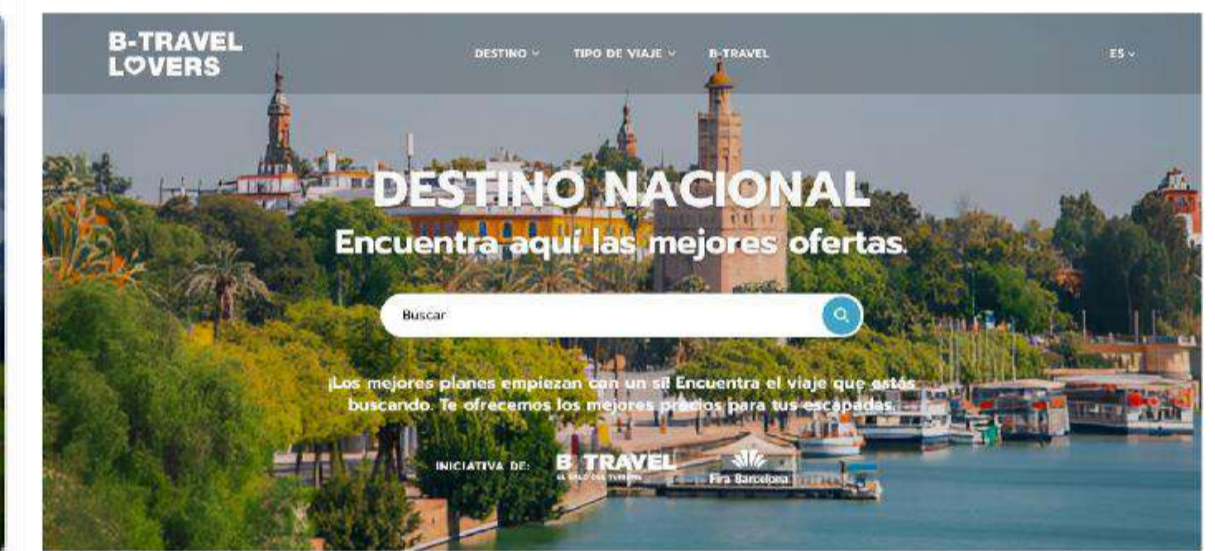 B-TRAVEL
LOVERS
DESTINO
TIPO DE VIAJE
B-TRAVEL
ES
DESTINO NACIONAL
Encuentra aquí las mejores ofertas.
Buscar
¡Los mejores planes empiezan con un sí! Encuentra el viaje que estás
buscando. Te ofrecemos los mejores precios para tus escapadas.
INICIATIVA DE:
B TRAVEL
Fira Barcelona